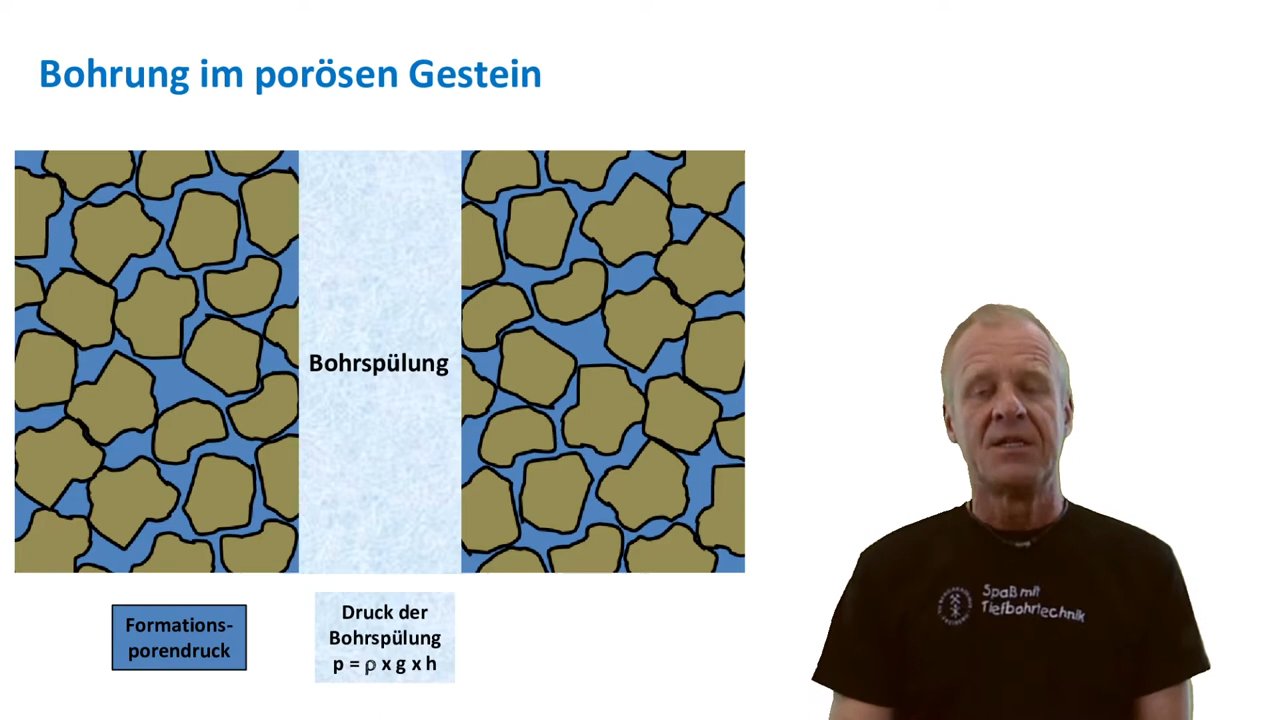 Bohrung im porösen Gestein
Bohrspülung
Formations-
porendruck
Druck der
Bohrspülung
p = ρ x g x h
Spaß mit
Tiefbohrtechnik